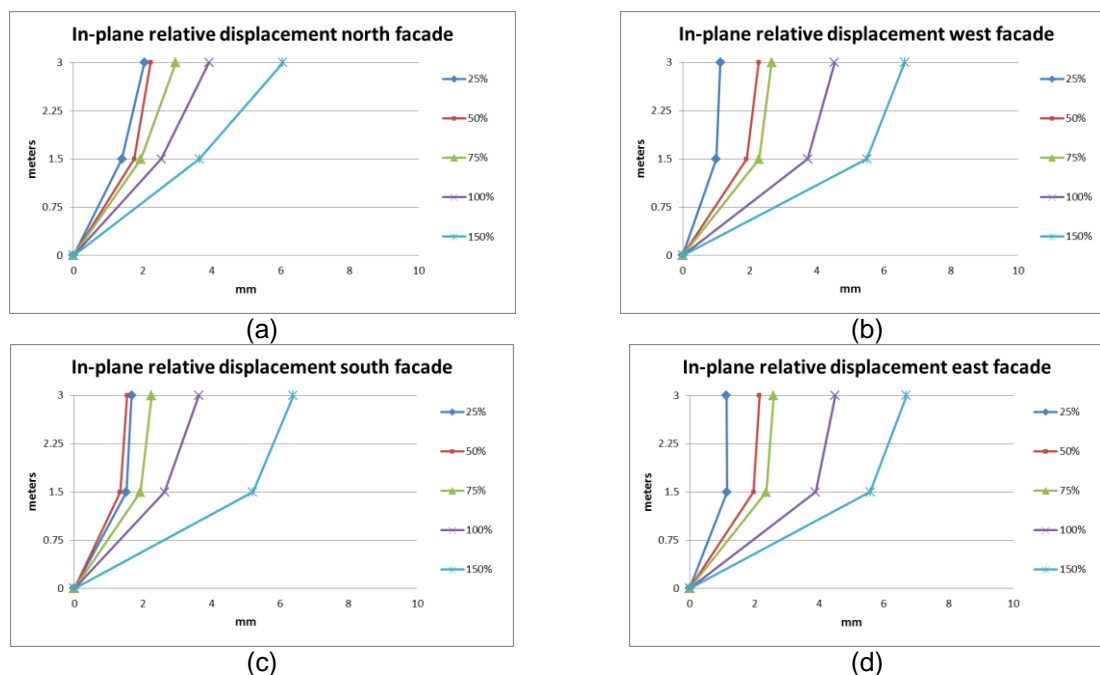 In-plane relative displacement north facade
3
2.25
1.5
0.75
0
meters
0 2 4 6 8 10
mm
25%
50%
75%
100%
150%
(a)
In-plane relative displacement west facade
3
2.25
1.5
0.75
0
meters
0 2 4 6 8 10
mm
25%
50%
75%
100%
150%
(b)
In-plane relative displacement south facade
3
2.25
1.5
0.75
0
meters
0 2 4 6 8 10
mm
25%
50%
75%
100%
150%
(c)
In-plane relative displacement east facade
3
2.25
1.5
0.75
0
meters
0 2 4 6 8 10
mm
25%
50%
75%
100%
150%
(d)